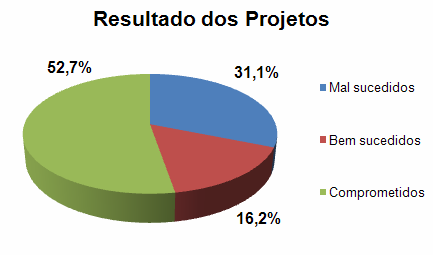 Resultado dos Projetos
52,7%
31,1%
16,2%
Mal sucedidos
Bem sucedidos
Comprometidos